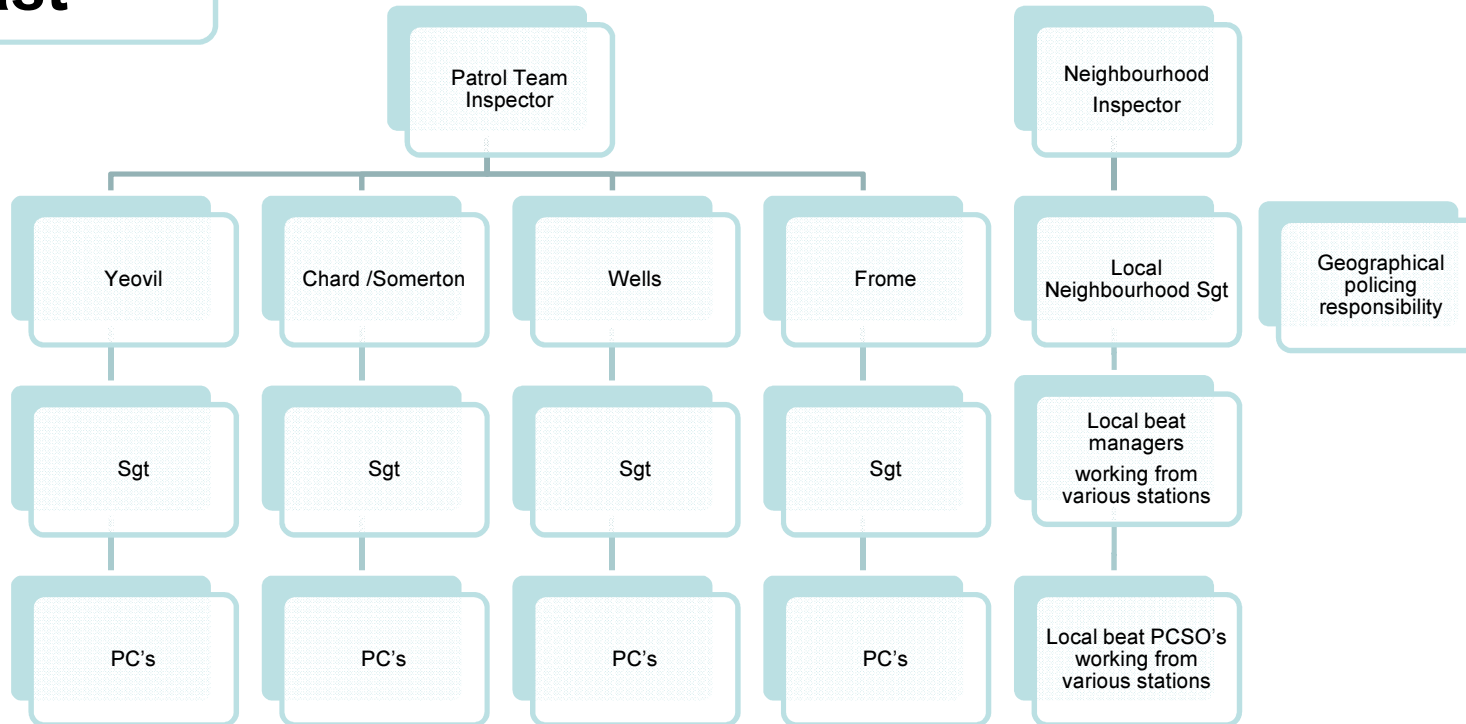 Patrol Team
Inspector
Neighbourhood
Inspector
Yeovil
Chard /Somerton
Wells
Frome
Local
Neighbourhood Sgt
Geographical
policing
responsibility
Sgt
Sgt
Sgt
Sgt
Local beat
managers
working from
various stations
PC’s
PC’s
PC’s
PC’s
Local beat PCSO’s
working from
various stations